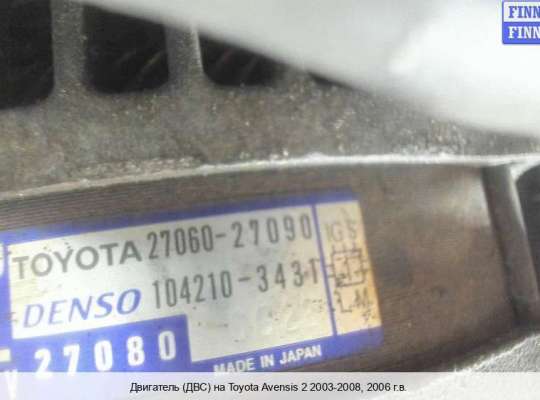 FINN
FINN
TOYOTA 27060-27090 IG S
DENSO 104210-3431 L M
V 27080
MADE IN JAPAN
Двигатель (ДВС) на Toyota Avensis 2 2003-2008, 2006 г.в.